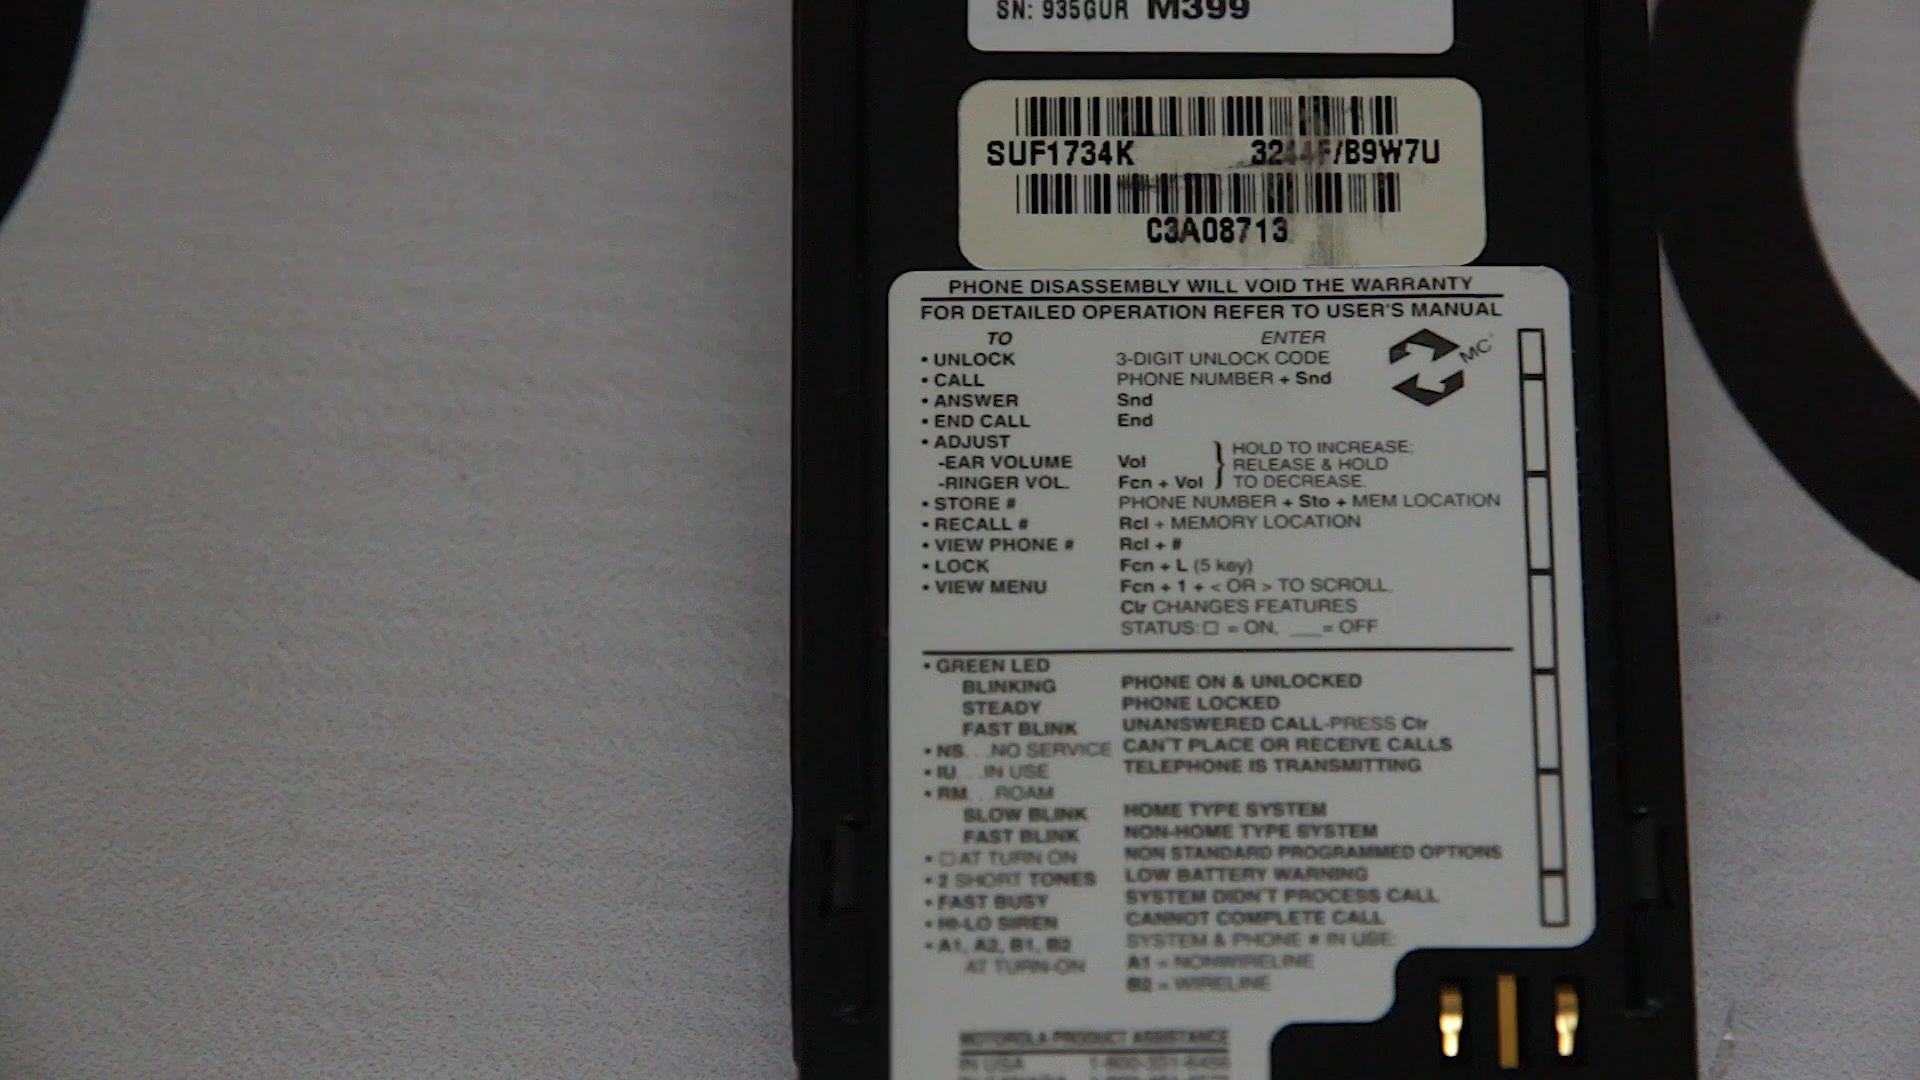 SN: 935GUR M399
SUF1734K 3244F/B9W7U
C3A08713
PHONE DISASSEMBLY WILL VOID THE WARRANTY
FOR DETAILED OPERATION REFER TO USER'S MANUAL
TO ENTER
• UNLOCK 3-DIGIT UNLOCK CODE
MC
• CALL PHONE NUMBER + Snd
• ANSWER Snd
• END CALL End
• ADJUST
-EAR VOLUME Vol
-RINGER VOL. Fcn + Vol
} HOLD TO INCREASE;
RELEASE & HOLD
TO DECREASE.
• STORE # PHONE NUMBER + Sto + MEM LOCATION
• RECALL # Rcl + MEMORY LOCATION
• VIEW PHONE # Rcl + #
• LOCK Fcn + L (5 key)
• VIEW MENU Fcn + 1 + < OR > TO SCROLL,
Clr CHANGES FEATURES
STATUS: □ = ON, ___= OFF
• GREEN LED
BLINKING PHONE ON & UNLOCKED
STEADY PHONE LOCKED
FAST BLINK UNANSWERED CALL-PRESS Clr
• NS. . .NO SERVICE CAN'T PLACE OR RECEIVE CALLS
• IU. . .IN USE TELEPHONE IS TRANSMITTING
• RM. . .ROAM
SLOW BLINK HOME TYPE SYSTEM
FAST BLINK NON-HOME TYPE SYSTEM
• □ AT TURN ON NON STANDARD PROGRAMMED OPTIONS
• 2 SHORT TONES LOW BATTERY WARNING
• FAST BUSY SYSTEM DIDN'T PROCESS CALL
• HI-LO SIREN CANNOT COMPLETE CALL
• A1, A2, B1, B2 SYSTEM & PHONE # IN USE:
AT TURN-ON A1 = NONWIRELINE
B2 = WIRELINE
MOTOROLA PRODUCT ASSISTANCE
IN USA